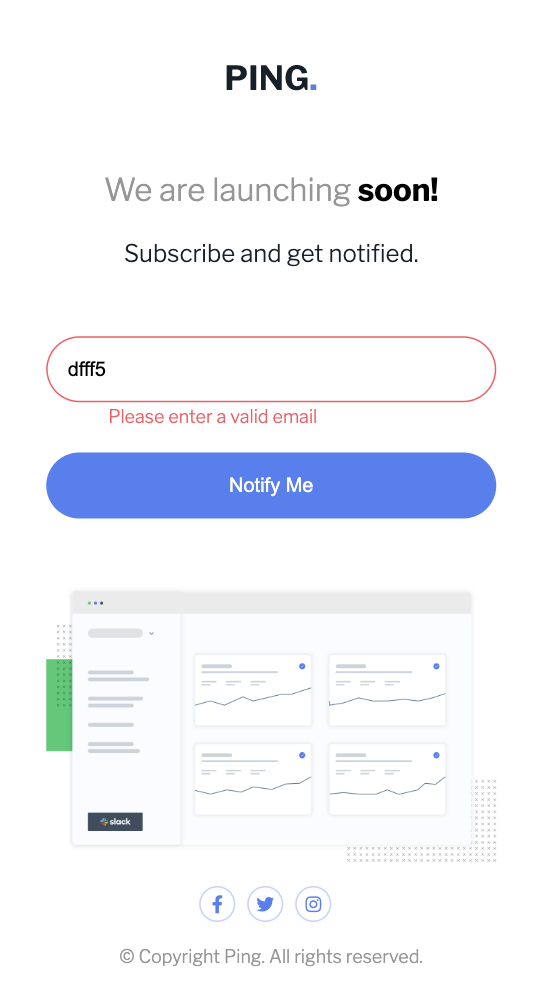 PING.
We are launching soon!
Subscribe and get notified.
dfff5
Please enter a valid email
Notify Me
slack
© Copyright Ping. All rights reserved.